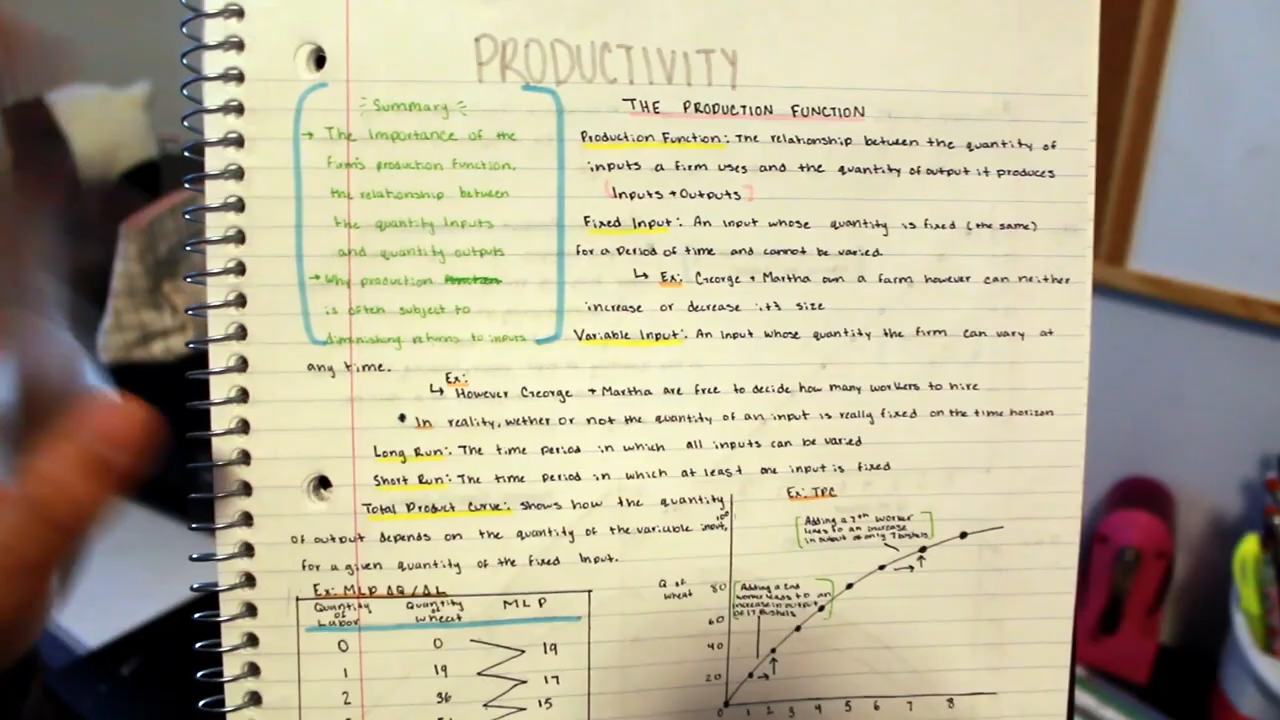 PRODUCTIVITY
Summary
→ The Importance of the
Firm's production function,
the relationship between
the quantity Inputs
and quantity outputs
→ Why production function
is often subject to
diminishing returns to inputs
THE PRODUCTION FUNCTION
Production Function: The relationship between the quantity of
inputs a firm uses and the quantity of output it produces
(Inputs + Outputs)
Fixed Input: An input whose quantity is fixed (the same)
for a period of time and cannot be varied.
↳ Ex: George + Martha own a farm however can neither
increase or decrease it's size
Variable Input: An input whose quantity the firm can vary at
any time.
Ex:
↳ However George + Martha are free to decide how many workers to hire
• In reality, wether or not the quantity of an input is really fixed on the time horizon
Long Run: The time period in which all inputs can be varied
Short Run: The time period in which at least one input is fixed
Total Product Curve: shows how the quantity
of output depends on the quantity of the variable input,
for a given quantity of the fixed Input.
Ex: MLP ΔQ/ΔL
Quantity of Labor Quantity of wheat MLP
0 0 19
1 19 17
2 36 15
Ex: TPC
Adding a 7th worker
leads to an increase
in output of only 7 bushels
Adding a 2nd
worker leads to an
increase in output
of 17 bushels
Q. of
wheat
100
80
60
40
20
0 1 2 3 4 5 6 7 8